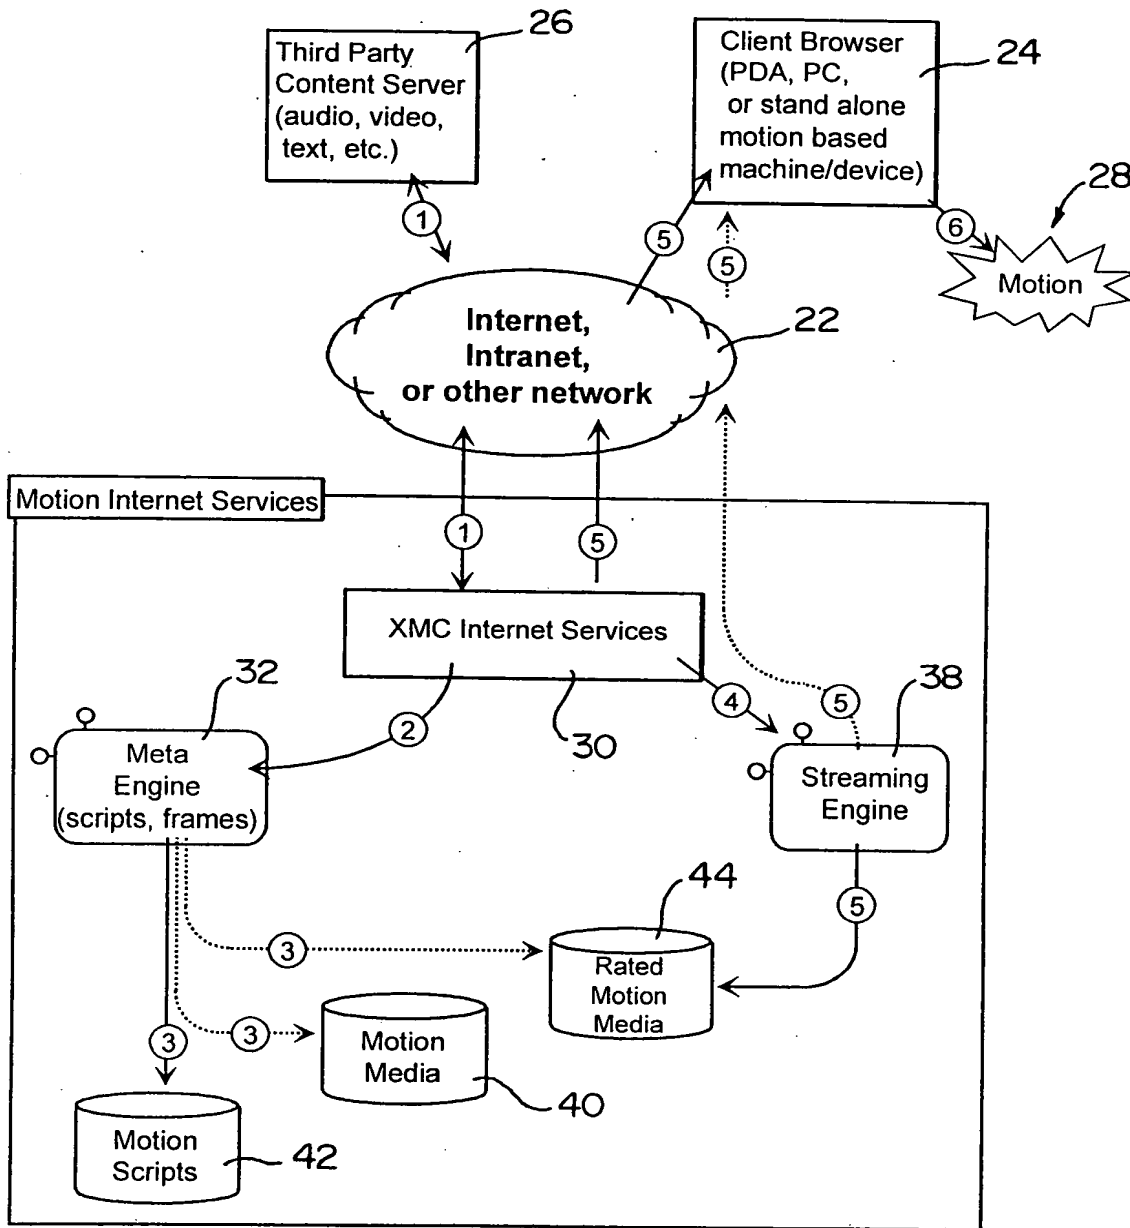 26
Third Party
Content Server
(audio, video,
text, etc.)
Client Browser
(PDA, PC,
or stand alone
motion based
machine/device)
24
28
1
5
5
6
Motion
Internet,
Intranet,
or other network
22
Motion Internet Services
1
5
XMC Internet Services
30
32
2
4
5
38
Meta
Engine
(scripts, frames)
Streaming
Engine
44
5
3
Rated
Motion
Media
3
3
Motion
Media
40
Motion
Scripts
42